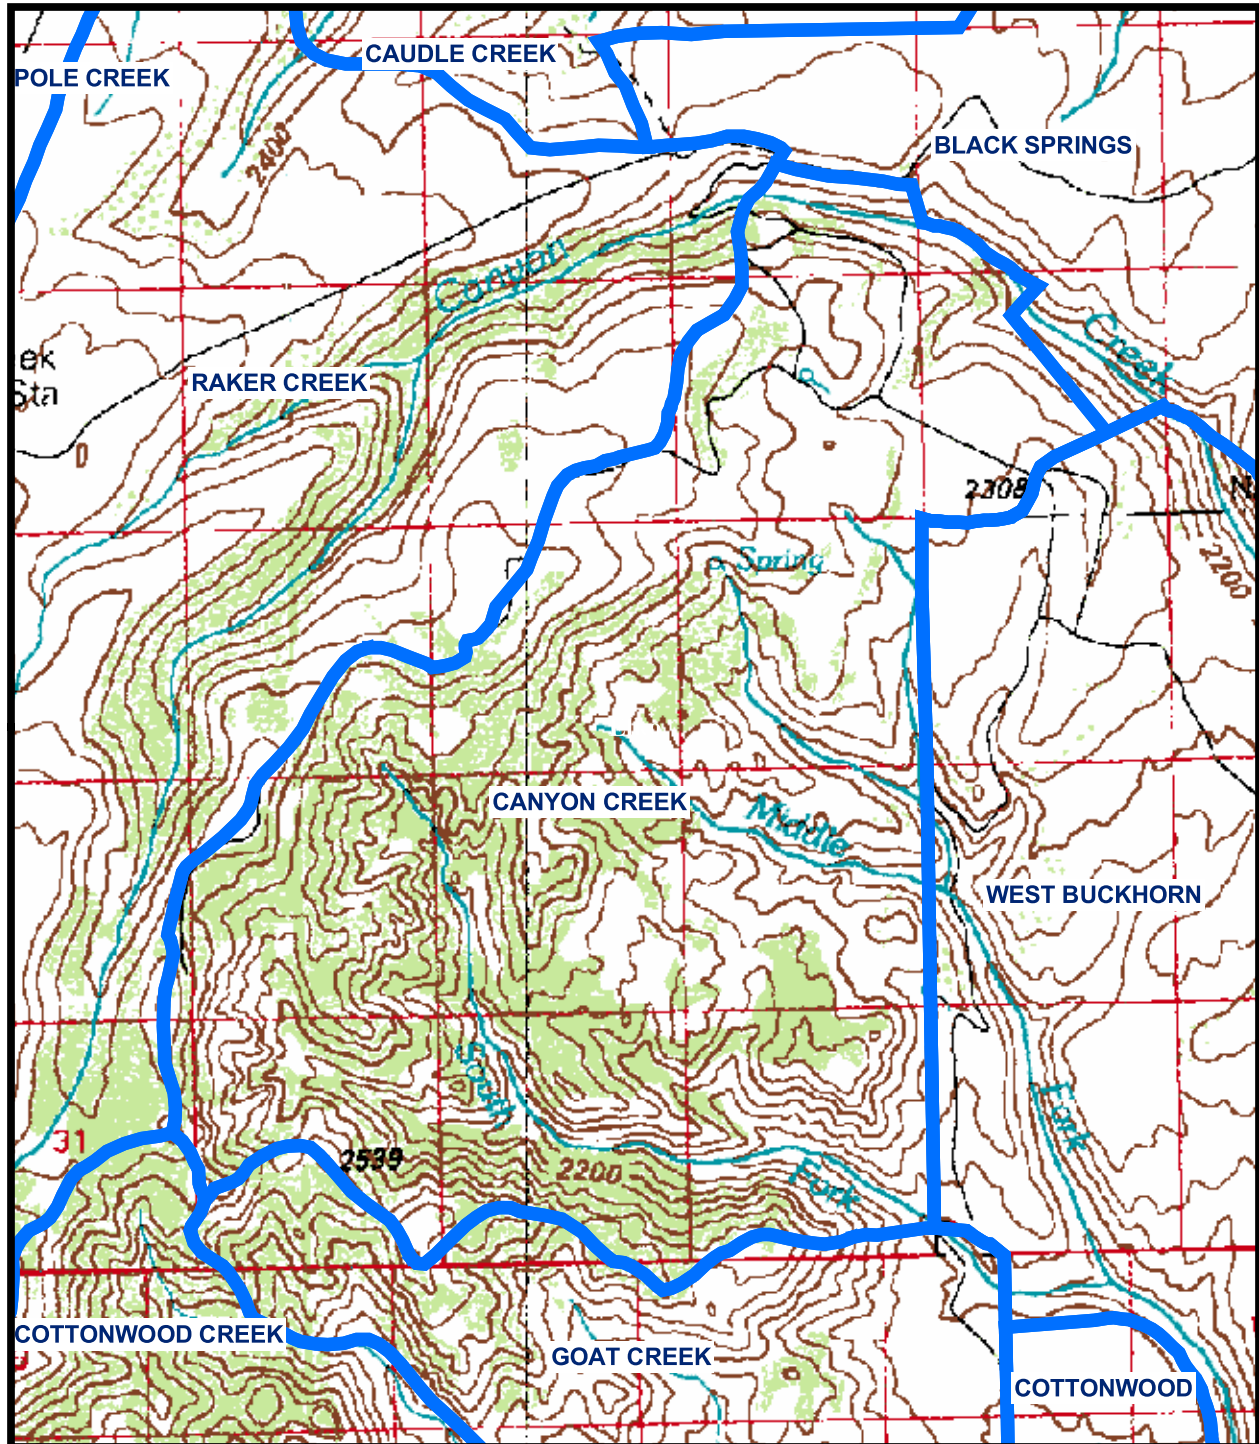 CAUDLE CREEK
POLE CREEK
BLACK SPRINGS
2400
Canyon
Creek
ek
Sta
RAKER CREEK
2308
N
Spring
2200
CANYON CREEK
Middle
WEST BUCKHORN
South
Fork
31
2539
2200
Fork
COTTONWOOD CREEK
GOAT CREEK
COTTONWOOD